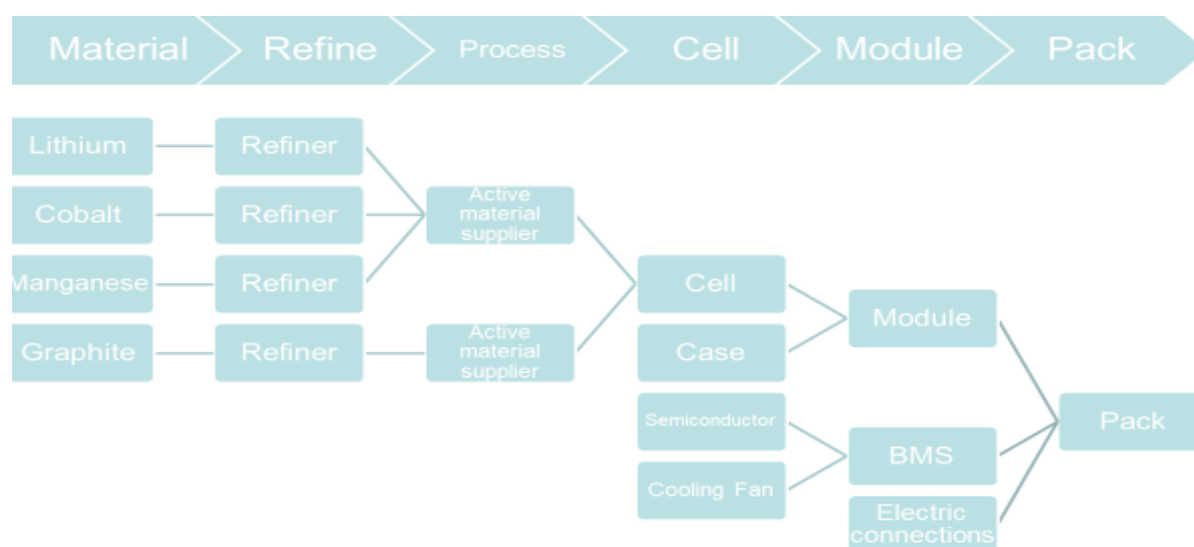 Material Refine Process Cell Module Pack
Lithium Refiner
Cobalt Refiner Active
material
supplier
Manganese Refiner Cell
Module
Graphite Refiner Active
material
supplier
Case
Semiconductor
Pack
BMS
Cooling Fan
Electric
connections